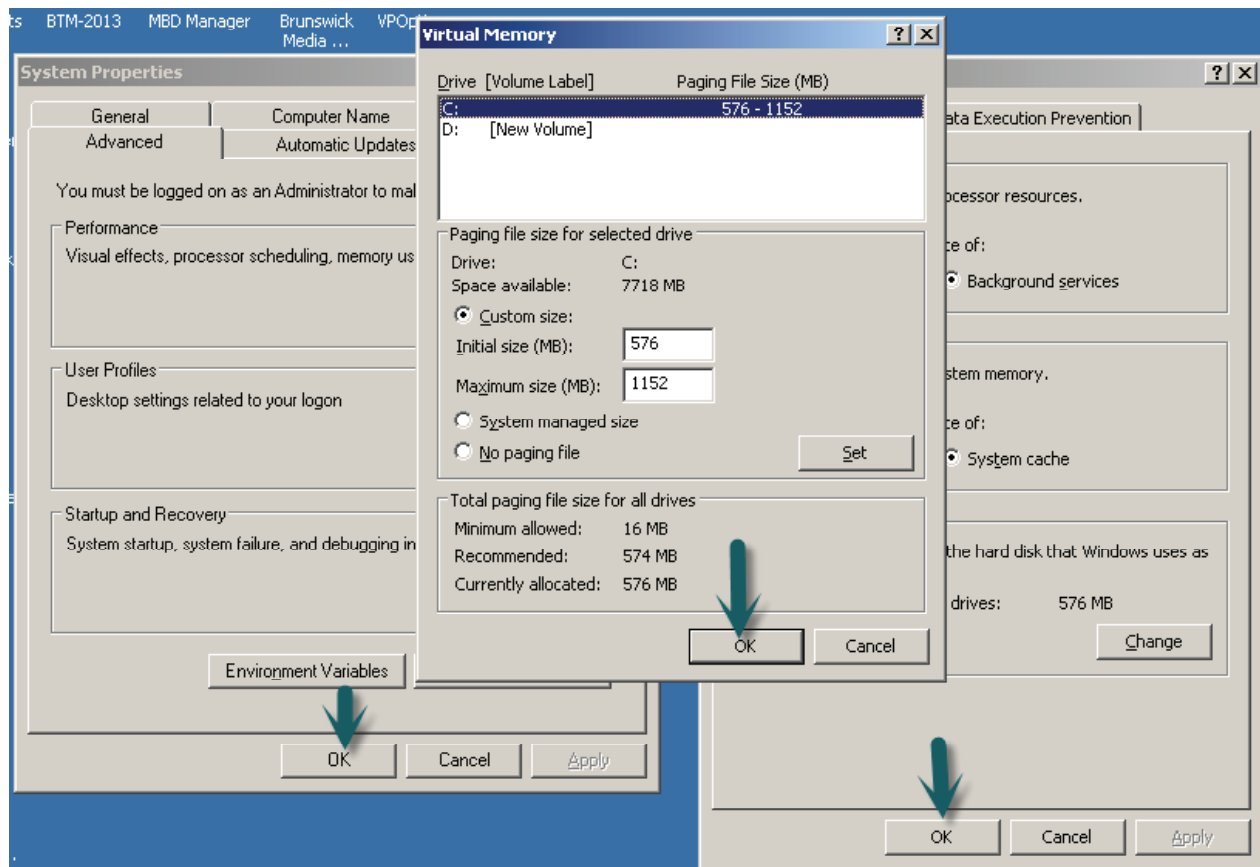 ts BTM-2013 MBD Manager Brunswick Media ... VPOpt
System Properties
General
Computer Name
Advanced
Automatic Updates
You must be logged on as an Administrator to mal
Performance
Visual effects, processor scheduling, memory us
User Profiles
Desktop settings related to your logon
Startup and Recovery
System startup, system failure, and debugging in
Environment Variables
OK
Cancel
Apply
Virtual Memory
Drive [Volume Label] Paging File Size (MB)
C: 576 - 1152
D: [New Volume]
Paging file size for selected drive
Drive: C:
Space available: 7718 MB
Custom size:
Initial size (MB): 576
Maximum size (MB): 1152
System managed size
No paging file
Set
Total paging file size for all drives
Minimum allowed: 16 MB
Recommended: 574 MB
Currently allocated: 576 MB
OK
Cancel
ata Execution Prevention
ocessor resources.
ce of:
Background services
stem memory.
ce of:
System cache
the hard disk that Windows uses as
drives: 576 MB
Change
OK
Cancel
Apply